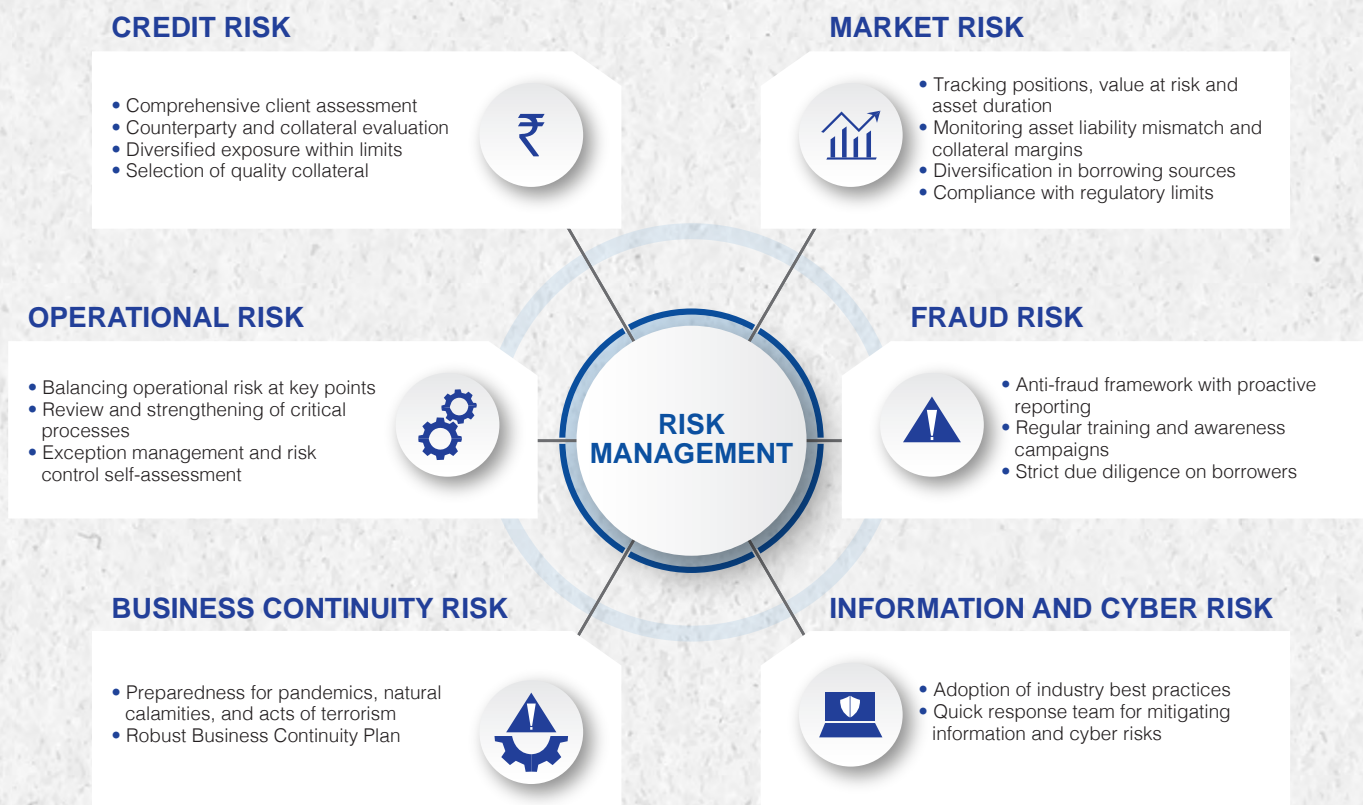 CREDIT RISK
• Comprehensive client assessment
• Counterparty and collateral evaluation
• Diversified exposure within limits
• Selection of quality collateral
₹
MARKET RISK
• Tracking positions, value at risk and
asset duration
• Monitoring asset liability mismatch and
collateral margins
• Diversification in borrowing sources
• Compliance with regulatory limits
OPERATIONAL RISK
• Balancing operational risk at key points
• Review and strengthening of critical
processes
• Exception management and risk
control self-assessment
RISK
MANAGEMENT
FRAUD RISK
• Anti-fraud framework with proactive
reporting
• Regular training and awareness
campaigns
• Strict due diligence on borrowers
BUSINESS CONTINUITY RISK
• Preparedness for pandemics, natural
calamities, and acts of terrorism
• Robust Business Continuity Plan
INFORMATION AND CYBER RISK
• Adoption of industry best practices
• Quick response team for mitigating
information and cyber risks